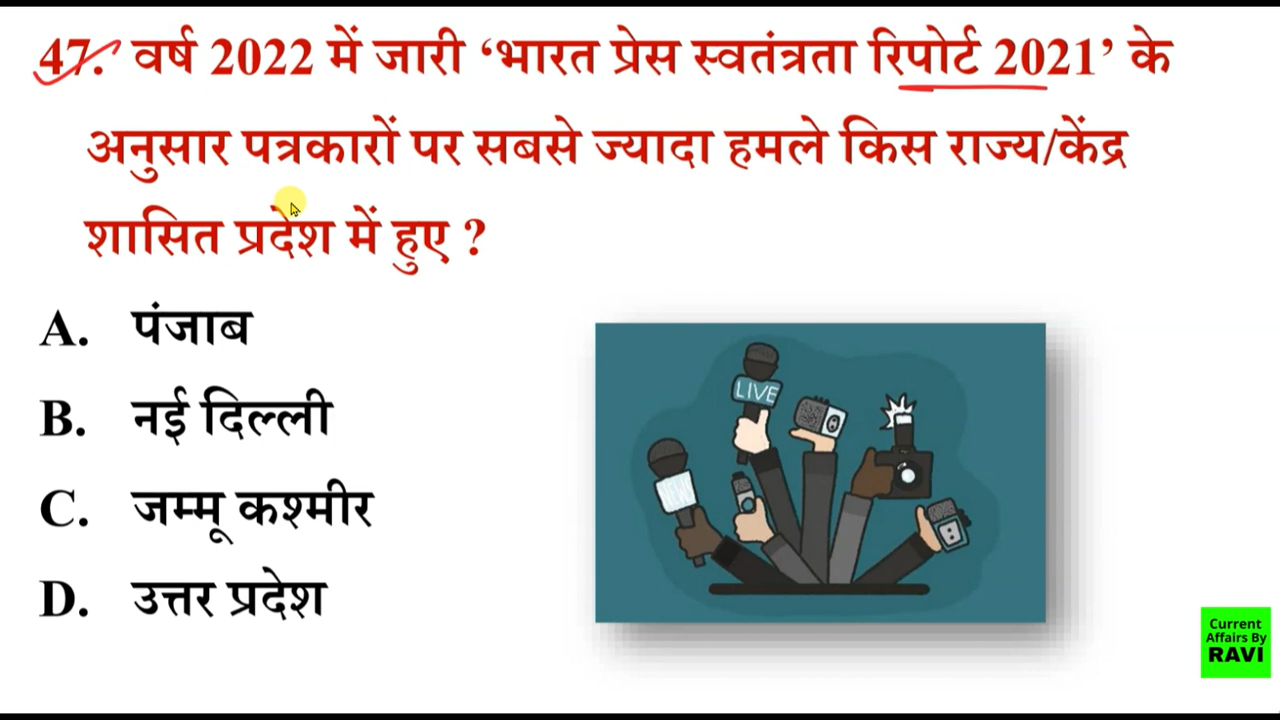 47. वर्ष 2022 में जारी ‘भारत प्रेस स्वतंत्रता रिपोर्ट 2021’ के
अनुसार पत्रकारों पर सबसे ज्यादा हमले किस राज्य/केंद्र
शासित प्रदेश में हुए ?
A. पंजाब
B. नई दिल्ली
C. जम्मू कश्मीर
D. उत्तर प्रदेश
LIVE
NEWS
Current
Affairs By
RAVI